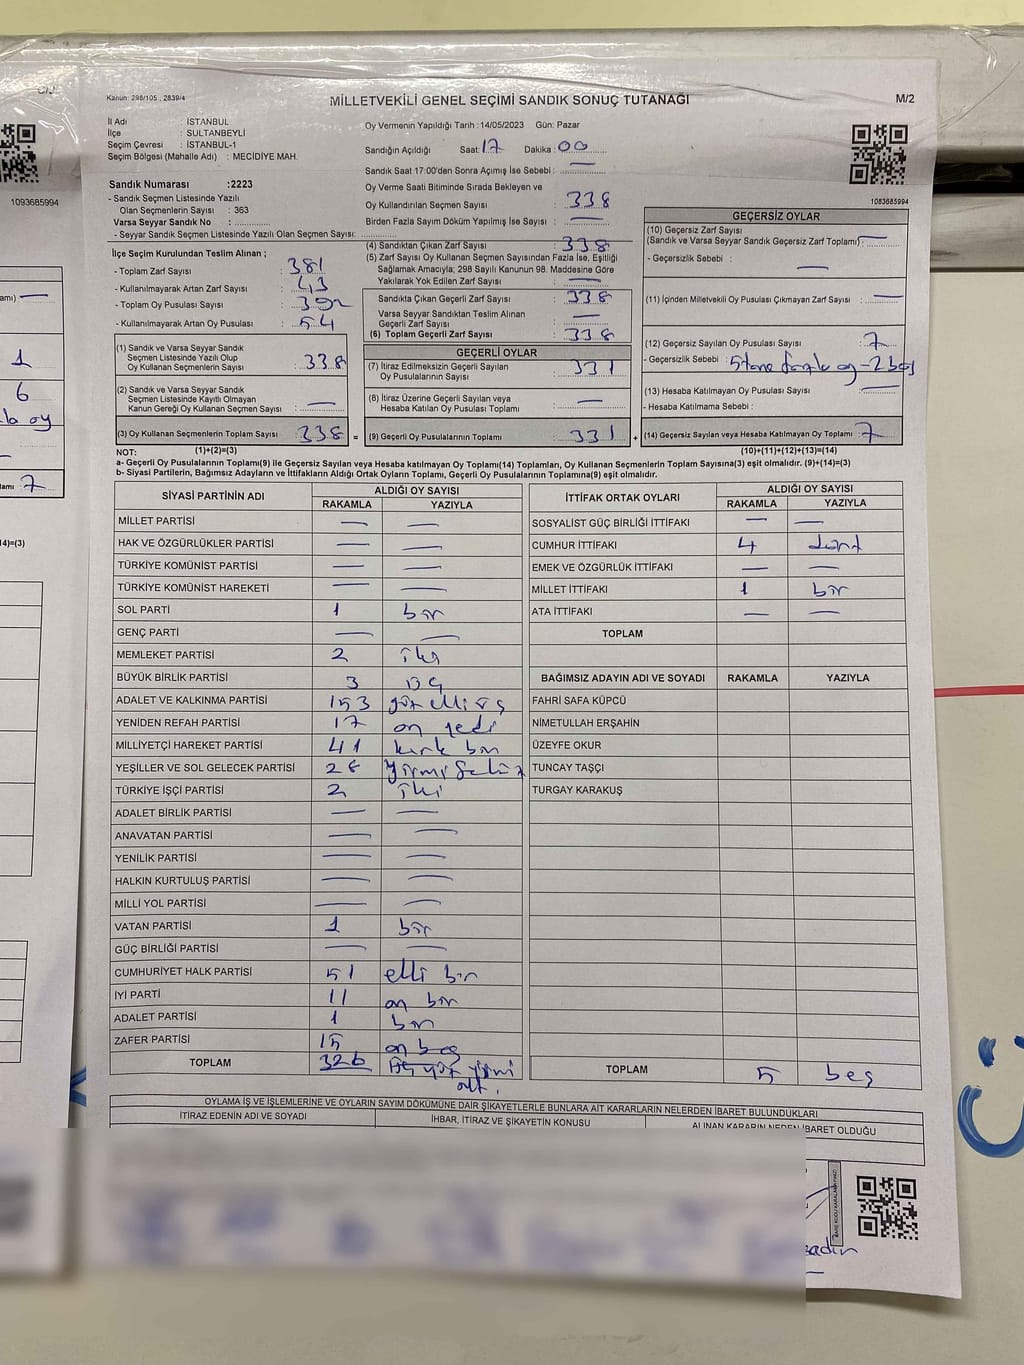 Kanun: 298/105 , 2839/4
MİLLETVEKİLİ GENEL SEÇİMİ SANDIK SONUÇ TUTANAĞI
M/2
İl Adı : İSTANBUL
İlçe : SULTANBEYLİ
Seçim Çevresi : İSTANBUL-1
Seçim Bölgesi (Mahalle Adı) : MECİDİYE MAH.
Oy Vermenin Yapıldığı Tarih :14/05/2023 Gün: Pazar
Sandığın Açıldığı Saat: 17 Dakika : 00
Sandık Saat 17:00'den Sonra Açımış İse Sebebi : —
Oy Verme Saati Bitiminde Sırada Bekleyen ve
Oy Kullandırılan Seçmen Sayısı : 338
Birden Fazla Sayım Döküm Yapılmış İse Sayısı : —
1093685994
1083685994
Sandık Numarası :2223
- Sandık Seçmen Listesinde Yazılı
Olan Seçmenlerin Sayısı : 363
Varsa Seyyar Sandık No :
- Seyyar Sandık Seçmen Listesinde Yazılı Olan Seçmen Sayısı:
İlçe Seçim Kurulundan Teslim Alınan ;
- Toplam Zarf Sayısı : 381
- Kullanılmayarak Artan Zarf Sayısı : 43
- Toplam Oy Pusulası Sayısı : 392
- Kullanılmayarak Artan Oy Pusulası : 54
(1) Sandık ve Varsa Seyyar Sandık
Seçmen Listesinde Yazılı Olup
Oy Kullanan Seçmenlerin Sayısı : 338
(2) Sandık ve Varsa Seyyar Sandık
Seçmen Listesinde Kayıtlı Olmayan
Kanun Gereği Oy Kullanan Seçmen Sayısı : —
(3) Oy Kullanan Seçmenlerin Toplam Sayısı : 338 =
(4) Sandıktan Çıkan Zarf Sayısı : 338
(5) Zarf Sayısı Oy Kullanan Seçmen Sayısından Fazla İse, Eşitliği
Sağlamak Amacıyla; 298 Sayılı Kanunun 98. Maddesine Göre
Yakılarak Yok Edilen Zarf Sayısı : —
Sandıkta Çıkan Geçerli Zarf Sayısı : 338
Varsa Seyyar Sandıktan Teslim Alınan
Geçerli Zarf Sayısı : —
(6) Toplam Geçerli Zarf Sayısı : 338
GEÇERLİ OYLAR
(7) İtiraz Edilmeksizin Geçerli Sayılan
Oy Pusulalarının Sayısı : 331
(8) İtiraz Üzerine Geçerli Sayılan veya
Hesaba Katılan Oy Pusulası Toplamı : —
(9) Geçerli Oy Pusulalarının Toplamı : 331 +
GEÇERSİZ OYLAR
(10) Geçersiz Zarf Sayısı
(Sandık ve Varsa Seyyar Sandık Geçersiz Zarf Toplamı) : —
- Geçersizlik Sebebi : —
(11) İçinden Milletvekili Oy Pusulası Çıkmayan Zarf Sayısı : —
(12) Geçersiz Sayılan Oy Pusulası Sayısı : 7
- Geçersizlik Sebebi : 5 tane fazla oy - 2 boş
(13) Hesaba Katılmayan Oy Pusulası Sayısı : —
- Hesaba Katılmama Sebebi :
(14) Geçersiz Sayılan veya Hesaba Katılmayan Oy Toplamı : 7
NOT: (1)+(2)=(3) (10)+(11)+(12)+(13)=(14)
a- Geçerli Oy Pusulalarının Toplamı(9) ile Geçersiz Sayılan veya Hesaba katılmayan Oy Toplamı(14) Toplamları, Oy Kullanan Seçmenlerin Toplam Sayısına(3) eşit olmalıdır. (9)+(14)=(3)
b- Siyasi Partilerin, Bağımsız Adayların ve İttifakların Aldığı Ortak Oyların Toplamı, Geçerli Oy Pusulalarının Toplamına(9) eşit olmalıdır.
SİYASİ PARTİNİN ADI ALDIĞI OY SAYISI
RAKAMLA YAZIYLA
MİLLET PARTİSİ — —
HAK VE ÖZGÜRLÜKLER PARTİSİ — —
TÜRKİYE KOMÜNİST PARTİSİ — —
TÜRKİYE KOMÜNİST HAREKETİ — —
SOL PARTİ 1 bir
GENÇ PARTİ — —
MEMLEKET PARTİSİ 2 iki
BÜYÜK BİRLİK PARTİSİ 3 üç
ADALET VE KALKINMA PARTİSİ 153 yüz elli üç
YENİDEN REFAH PARTİSİ 17 on yedi
MİLLİYETÇİ HAREKET PARTİSİ 41 kırk bir
YEŞİLLER VE SOL GELECEK PARTİSİ 28 yirmi sekiz
TÜRKİYE İŞÇİ PARTİSİ 2 iki
ADALET BİRLİK PARTİSİ — —
ANAVATAN PARTİSİ — —
YENİLİK PARTİSİ — —
HALKIN KURTULUŞ PARTİSİ — —
MİLLİ YOL PARTİSİ — —
VATAN PARTİSİ 1 bir
GÜÇ BİRLİĞİ PARTİSİ — —
CUMHURİYET HALK PARTİSİ 51 elli bir
İYİ PARTİ 11 on bir
ADALET PARTİSİ 1 bir
ZAFER PARTİSİ 15 on beş
TOPLAM 326 üç yüz yirmi
altı.
İTTİFAK ORTAK OYLARI ALDIĞI OY SAYISI
RAKAMLA YAZIYLA
SOSYALİST GÜÇ BİRLİĞİ İTTİFAKI — —
CUMHUR İTTİFAKI 4 dört
EMEK VE ÖZGÜRLÜK İTTİFAKI — —
MİLLET İTTİFAKI 1 bir
ATA İTTİFAKI — —
TOPLAM
BAĞIMSIZ ADAYIN ADI VE SOYADI RAKAMLA YAZIYLA
FAHRİ SAFA KÜPCÜ
NİMETULLAH ERŞAHİN
ÜZEYFE OKUR
TUNCAY TAŞÇI
TURGAY KARAKUŞ
TOPLAM 5 beş
OYLAMA İŞ VE İŞLEMLERİNE VE OYLARIN SAYIM DÖKÜMÜNE DAİR ŞİKAYETLERLE BUNLARA AİT KARARLARIN NELERDEN İBARET BULUNDUKLARI
İTİRAZ EDENİN ADI VE SOYADI İHBAR, İTİRAZ VE ŞİKAYETİN KONUSU ALINAN KARARIN NEDEN İBARET OLDUĞU
1
6
b oy
7
4)=(3)